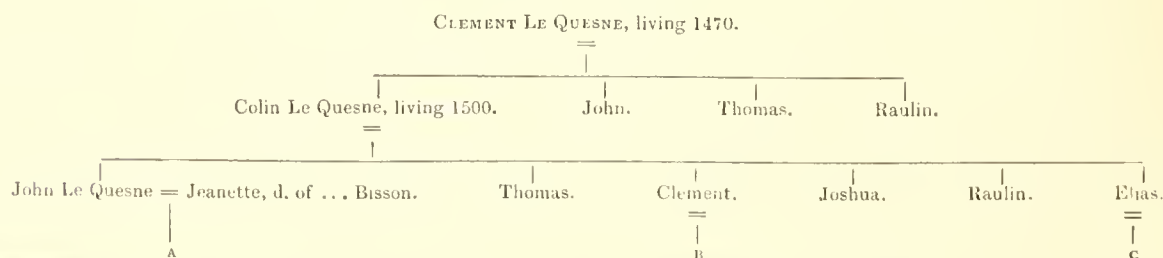 CLEMENT LE QUESNE, living 1470.
=
Colin Le Quesne, living 1500. John. Thomas. Raulin.
=
John Le Quesne = Jeanette, d. of ... BISSON. Thomas. Clement. Joshua. Raulin. Elias.
= =
A B C